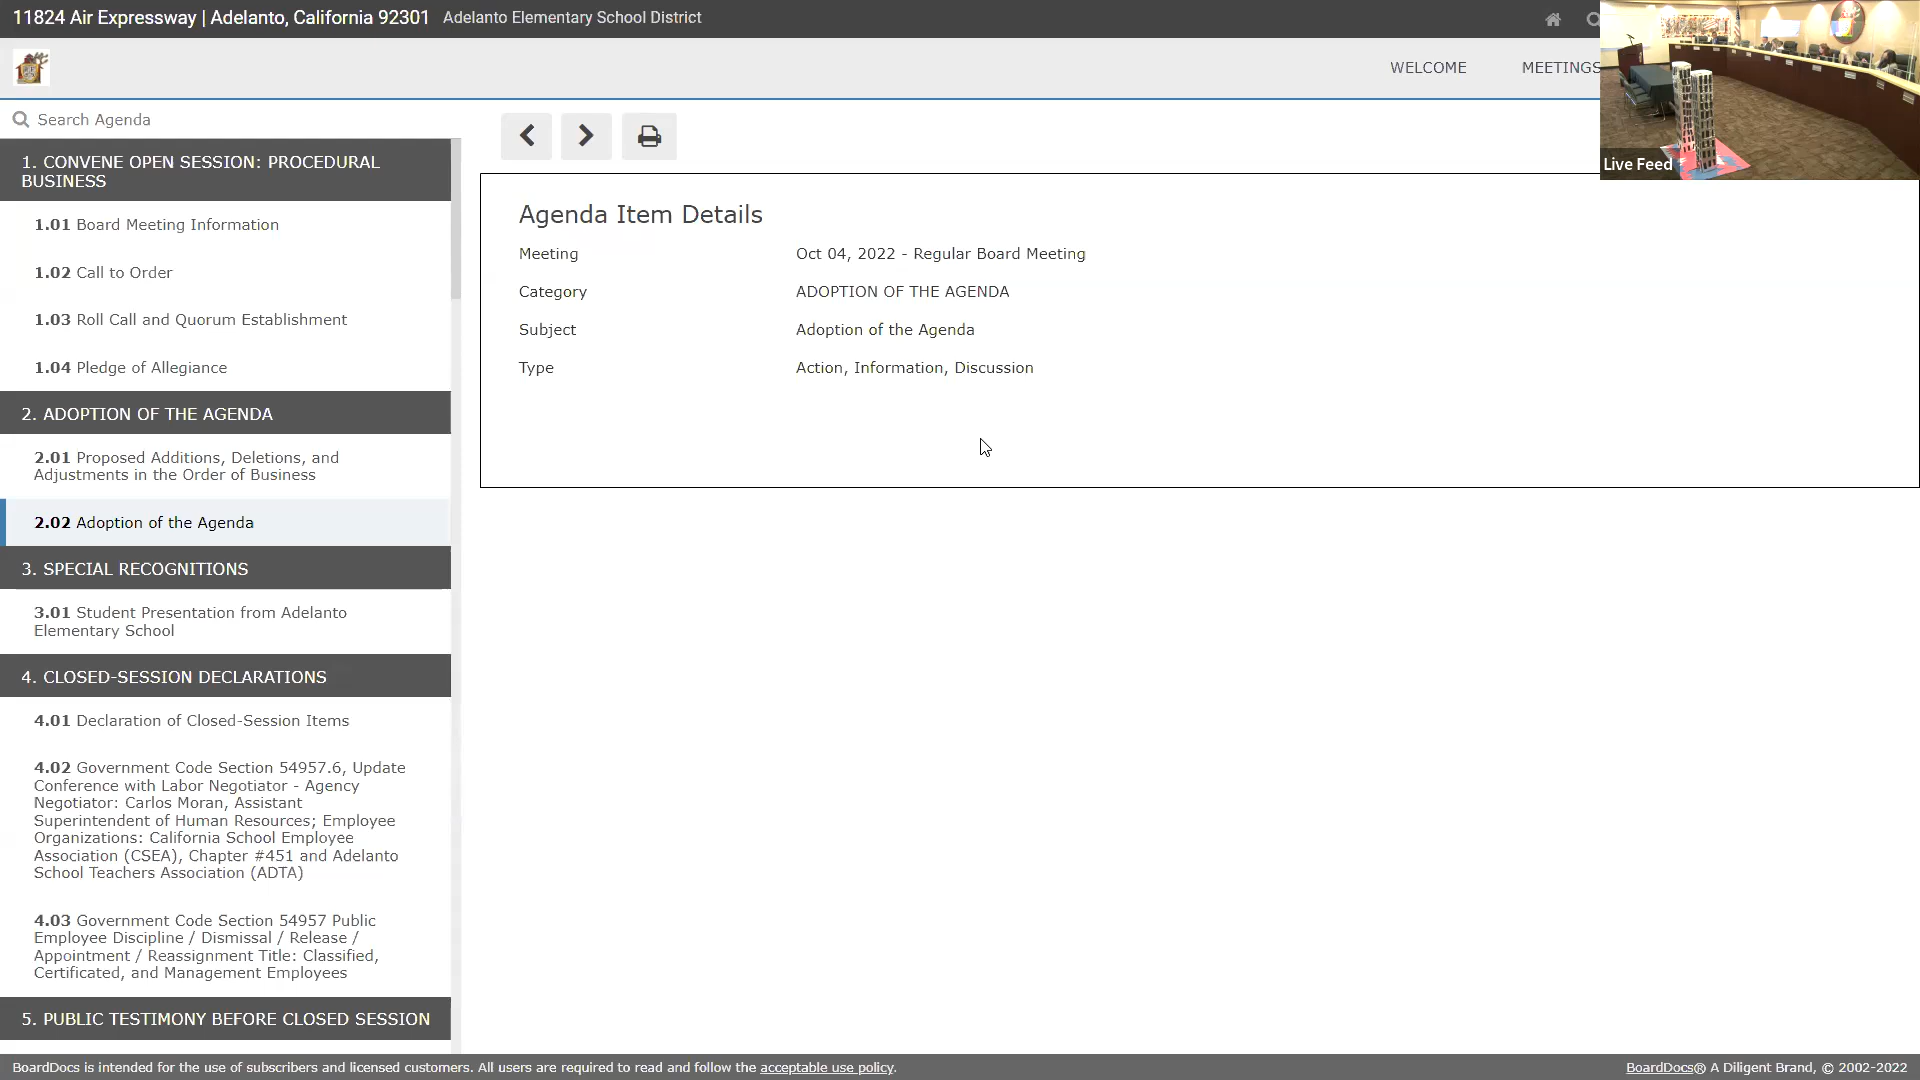 11824 Air Expressway | Adelanto, California 92301 Adelanto Elementary School District
WELCOME MEETINGS
Live Feed
Search Agenda
1. CONVENE OPEN SESSION: PROCEDURAL
BUSINESS
1.01 Board Meeting Information
1.02 Call to Order
1.03 Roll Call and Quorum Establishment
1.04 Pledge of Allegiance
2. ADOPTION OF THE AGENDA
2.01 Proposed Additions, Deletions, and
Adjustments in the Order of Business
2.02 Adoption of the Agenda
3. SPECIAL RECOGNITIONS
3.01 Student Presentation from Adelanto
Elementary School
4. CLOSED-SESSION DECLARATIONS
4.01 Declaration of Closed-Session Items
4.02 Government Code Section 54957.6, Update
Conference with Labor Negotiator - Agency
Negotiator: Carlos Moran, Assistant
Superintendent of Human Resources; Employee
Organizations: California School Employee
Association (CSEA), Chapter #451 and Adelanto
School Teachers Association (ADTA)
4.03 Government Code Section 54957 Public
Employee Discipline / Dismissal / Release /
Appointment / Reassignment Title: Classified,
Certificated, and Management Employees
5. PUBLIC TESTIMONY BEFORE CLOSED SESSION
Agenda Item Details
Meeting Oct 04, 2022 - Regular Board Meeting
Category ADOPTION OF THE AGENDA
Subject Adoption of the Agenda
Type Action, Information, Discussion
BoardDocs is intended for the use of subscribers and licensed customers. All users are required to read and follow the acceptable use policy.
BoardDocs® A Diligent Brand, © 2002-2022